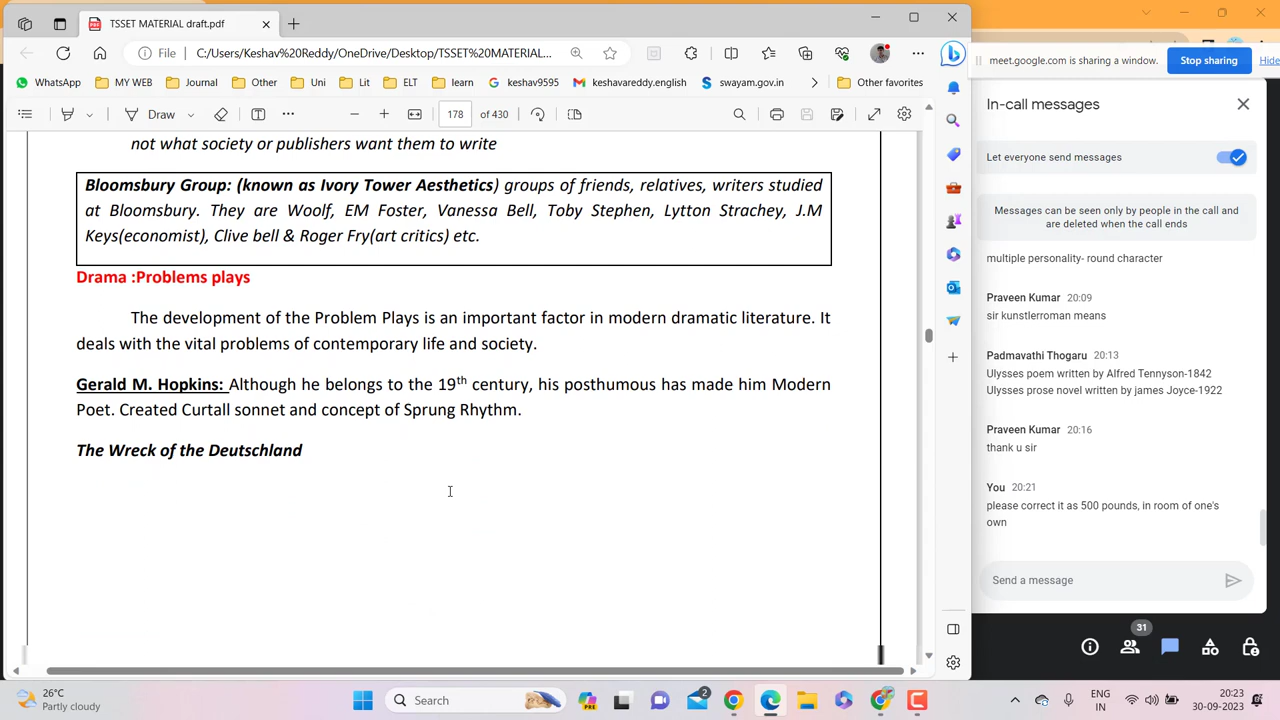 TSSET MATERIAL draft.pdf
File
C:/Users/Keshav%20Reddy/OneDrive/Desktop/TSSET%20MATERIAL...
WhatsApp
MY WEB
Journal
Othe
Uni
Lit
ELT
learn
keshav9595
keshavareddy.english
swayam.gov.in
Other favorites
Draw
178
of 430
not what society or publishers want them to write
Bloomsbury Group: (known as Ivory Tower Aesthetics) groups of friends, relatives, writers studied
at Bloomsbury. They are Woolf, EM Foster, Vanessa Bell, Toby Stephen, Lytton Strachey, J.M
Keys(economist), Clive bell & Roger Fry(art critics) etc.
Drama :Problems plays
The development of the Problem Plays is an important factor in modern dramatic literature. It
deals with the vital problems of contemporary life and society.
Gerald M. Hopkins: Although he belongs to the 19th century, his posthumous has made him Modern
Poet. Created Curtall sonnet and concept of Sprung Rhythm.
The Wreck of the Deutschland
meet.google.com is sharing a window.
Stop sharing
Hide
In-call messages
Let everyone send messages
Messages can be seen only by people in the call and
are deleted when the call ends
multiple personality- round character
Praveen Kumar 20:09
sir kunstlerroman means
Padmavathi Thogaru 20:13
Ulysses poem written by Alfred Tennyson-1842
Ulysses prose novel written by james Joyce-1922
Praveen Kumar 20:16
thank u sir
You 20:21
please correct it as 500 pounds, in room of one's
own
Send a message
31
26°C
Partly cloudy
Search
PRE
2
ENG
IN
20:23
30-09-2023